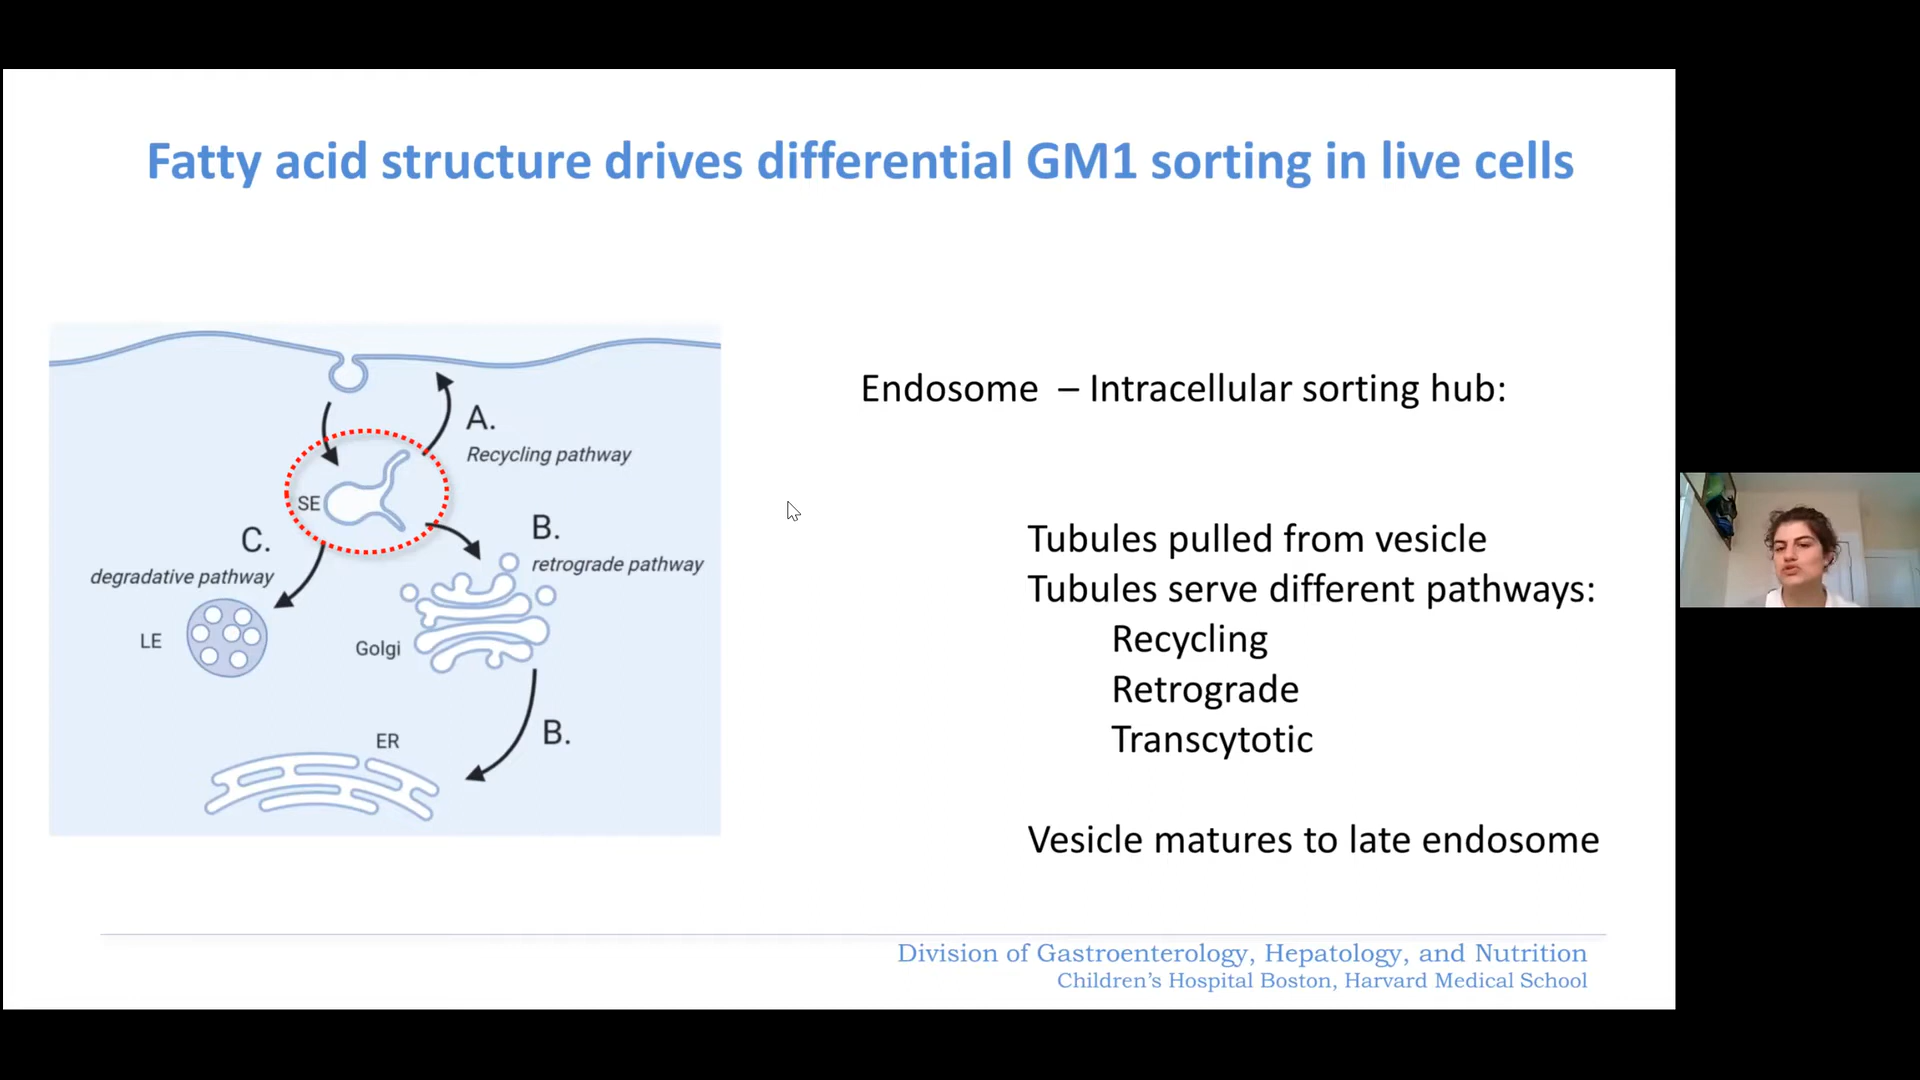 Fatty acid structure drives differential GM1 sorting in live cells
A.
Recycling pathway
SE
C.
degradative pathway
B.
retrograde pathway
LE
Golgi
B.
ER
Endosome – Intracellular sorting hub:
Tubules pulled from vesicle
Tubules serve different pathways:
Recycling
Retrograde
Transcytotic
Vesicle matures to late endosome
Division of Gastroenterology, Hepatology, and Nutrition
Children's Hospital Boston, Harvard Medical School